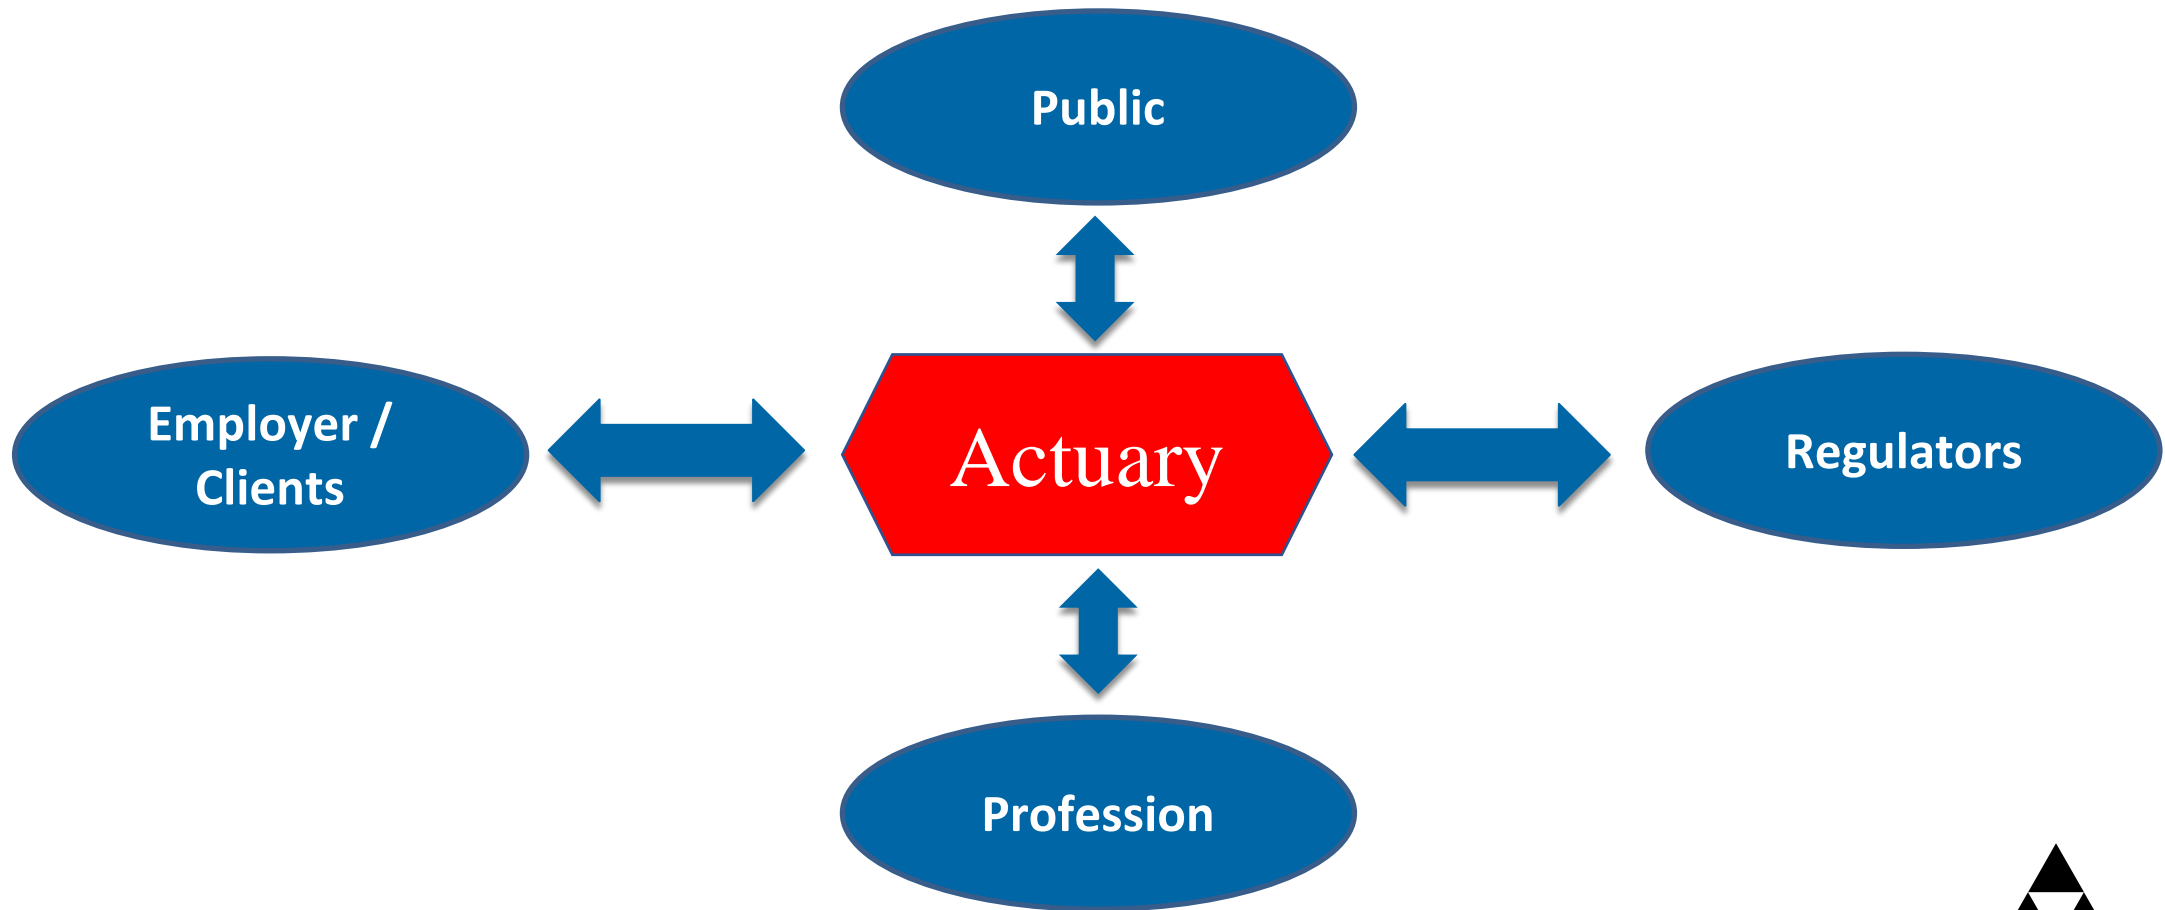 Public
Employer /
Clients
Actuary
Regulators
Profession